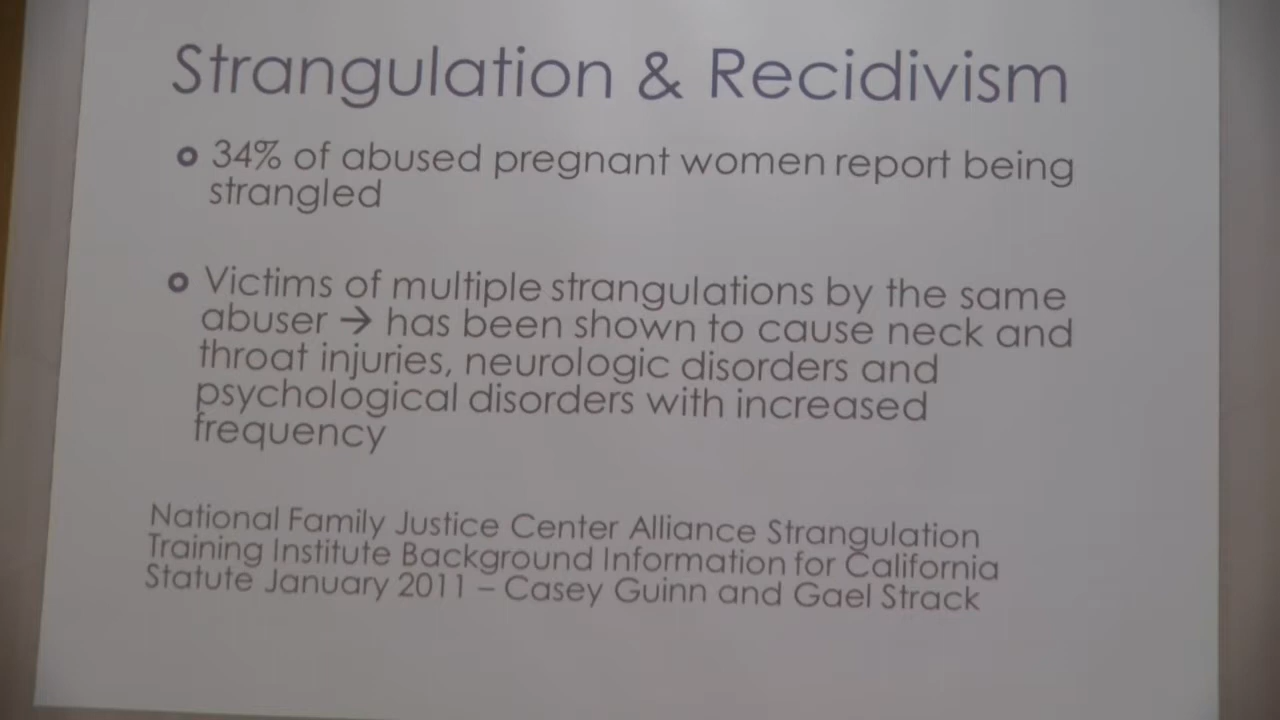 Strangulation & Recidivism
34% of abused pregnant women report being
strangled
Victims of multiple strangulations by the same
abuser → has been shown to cause neck and
throat injuries, neurologic disorders and
psychological disorders with increased
frequency
National Family Justice Center Alliance Strangulation
Training Institute Background Information for California
Statute January 2011 – Casey Guinn and Gael Strack